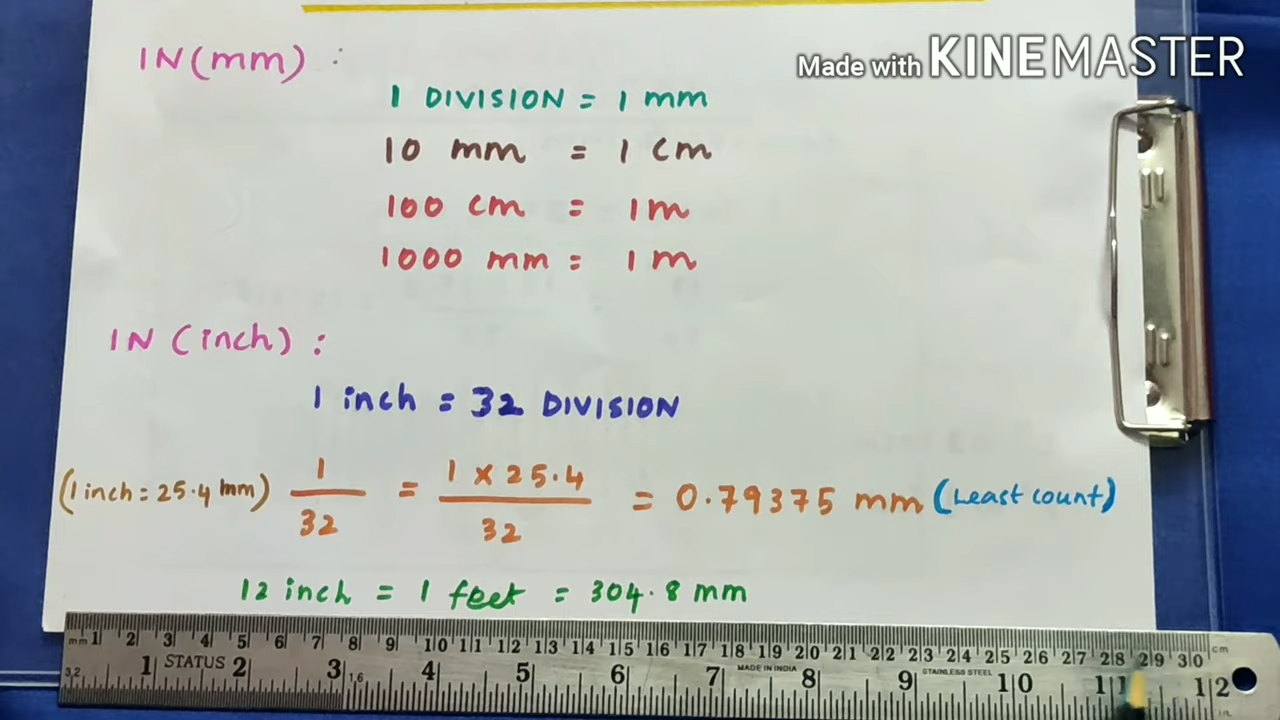 IN (mm) :
Made with KINEMASTER
1 DIVISION = 1 mm
10 mm = 1 cm
100 cm = 1 m
1000 mm = 1 m
IN (inch) :
1 inch = 32 DIVISION
(1 inch = 25.4 mm) 1/32 = 1 x 25.4/32 = 0.79375 mm (Least count)
12 inch = 1 feet = 304.8 mm
mm 1 2 3 4 5 6 7 8 9 10 11 12 13 14 15 16 17 18 19 20 21 22 23 24 25 26 27 28 29 30 cm
1 STATUS 2 3 4 5 6 7 MADE IN INDIA 8 9 STAINLESS STEEL 10 11 12